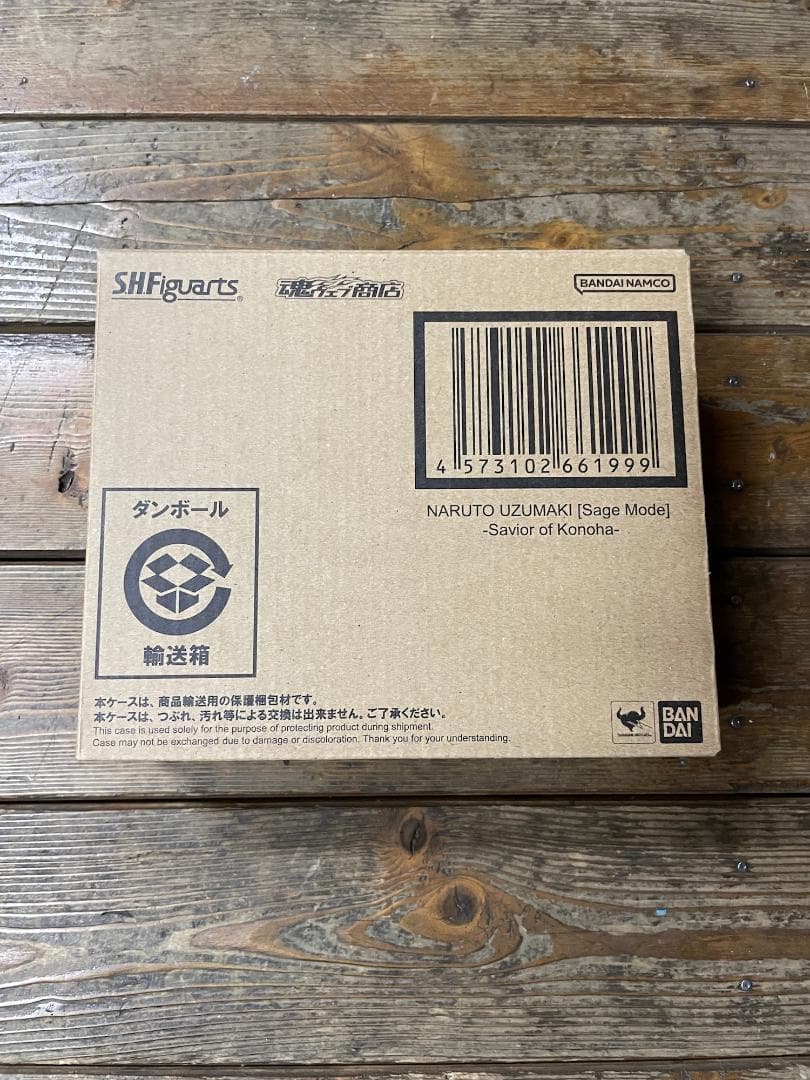 S.H.Figuarts®
魂ウェブ商店
BANDAI NAMCO
4 573102 661999
NARUTO UZUMAKI [Sage Mode]
-Savior of Konoha-
ダンボール
輸送箱
本ケースは、商品輸送用の保護梱包材です。
本ケースは、つぶれ、汚れ等による交換は出来ません。ご了承ください。
This case is used solely for the purpose of protecting product during shipment.
Case may not be exchanged due to damage or discoloration. Thank you for your understanding.
BAN
DAI